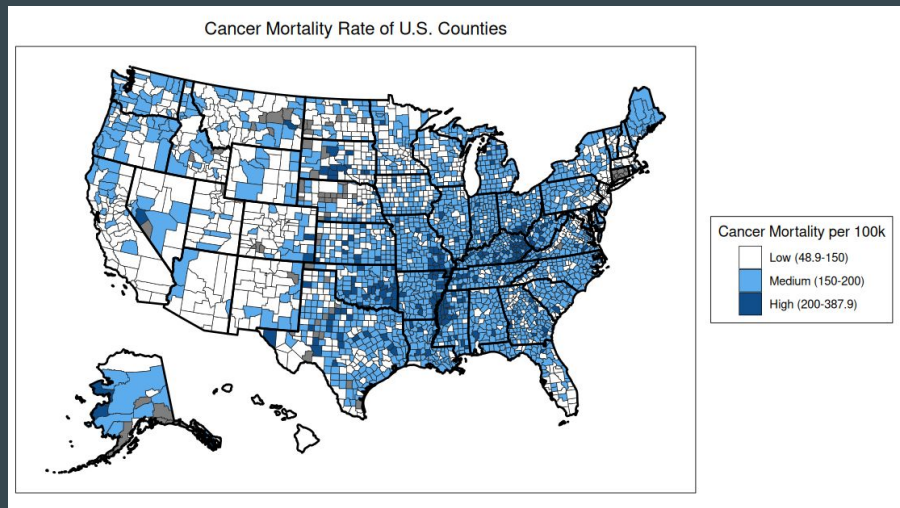 Cancer Mortality Rate of U.S. Counties
Cancer Mortality per 100k
Low (48.9-150)
Medium (150-200)
High (200-387.9)